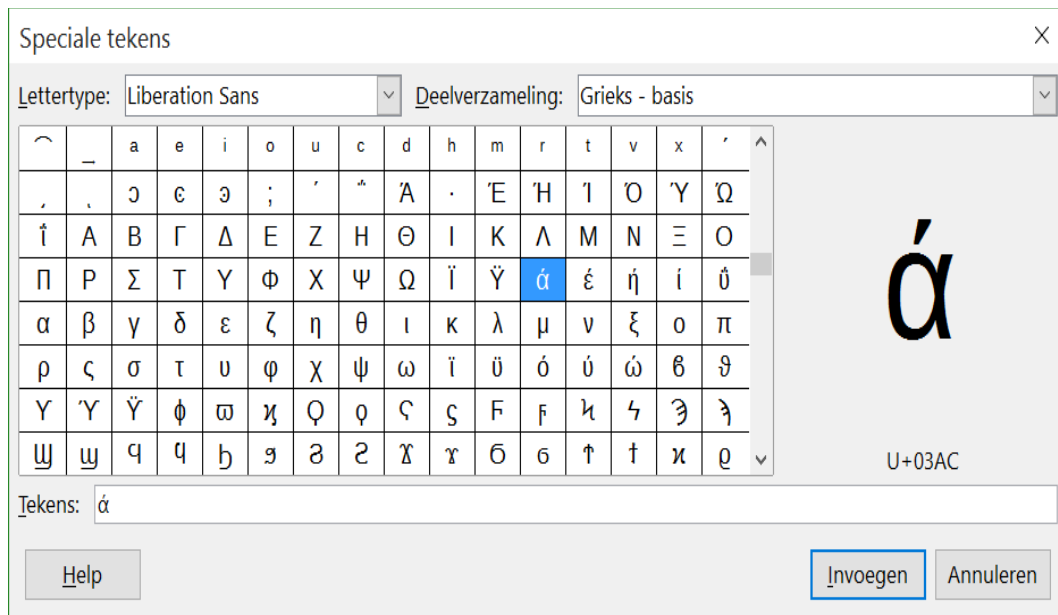 Speciale tekens
Lettertype: Liberation Sans Deelverzameling: Grieks - basis
a e i o u c d h m r t v x ʹ
͵ ͺ ͻ ͼ ͽ ; ΄ ΅ Ά · Έ Ή Ί Ό Ύ Ώ
ΐ Α Β Γ Δ Ε Ζ Η Θ Ι Κ Λ Μ Ν Ξ Ο
Π Ρ Σ Τ Υ Φ Χ Ψ Ω Ϊ Ϋ ά έ ή ί ΰ
α β γ δ ε ζ η θ ι κ λ μ ν ξ ο π
ρ ς σ τ υ φ χ ψ ω ϊ ϋ ό ύ ώ ϐ ϑ
ϒ ϓ ϔ ϕ ϖ ϗ Ϙ ϙ Ϛ ϛ Ϝ ϝ Ϟ ϟ Ϡ ϡ
Ϣ ϣ Ϥ ϥ Ϧ ϧ Ϩ ϩ Ϫ ϫ Ϭ ϭ Ϯ ϯ ϰ ϱ
ά
U+03AC
Tekens: ά
Help Invoegen Annuleren